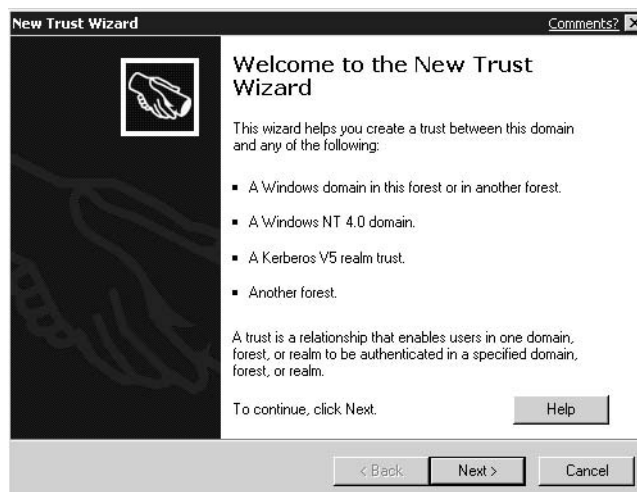 New Trust Wizard
Comments?
Welcome to the New Trust
Wizard
This wizard helps you create a trust between this domain
and any of the following:
▪ A Windows domain in this forest or in another forest.
▪ A Windows NT 4.0 domain.
▪ A Kerberos V5 realm trust.
▪ Another forest.
A trust is a relationship that enables users in one domain,
forest, or realm to be authenticated in a specified domain,
forest, or realm.
To continue, click Next.
Help
< Back
Next >
Cancel